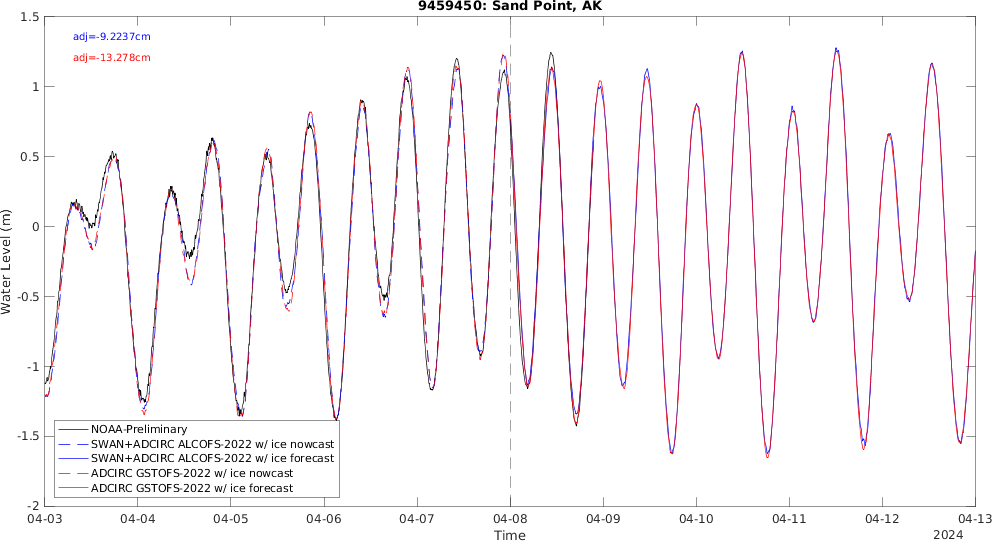 9459450: Sand Point, AK
adj=-9.2237cm
adj=-13.278cm
1.5
1
0.5
0
-0.5
-1
-1.5
-2
Water Level (m)
NOAA-Preliminary
SWAN+ADCIRC ALCOFS-2022 w/ ice nowcast
SWAN+ADCIRC ALCOFS-2022 w/ ice forecast
ADCIRC GSTOFS-2022 w/ ice nowcast
ADCIRC GSTOFS-2022 w/ ice forecast
04-03 04-04 04-05 04-06 04-07 04-08 04-09 04-10 04-11 04-12 04-13
Time
2024